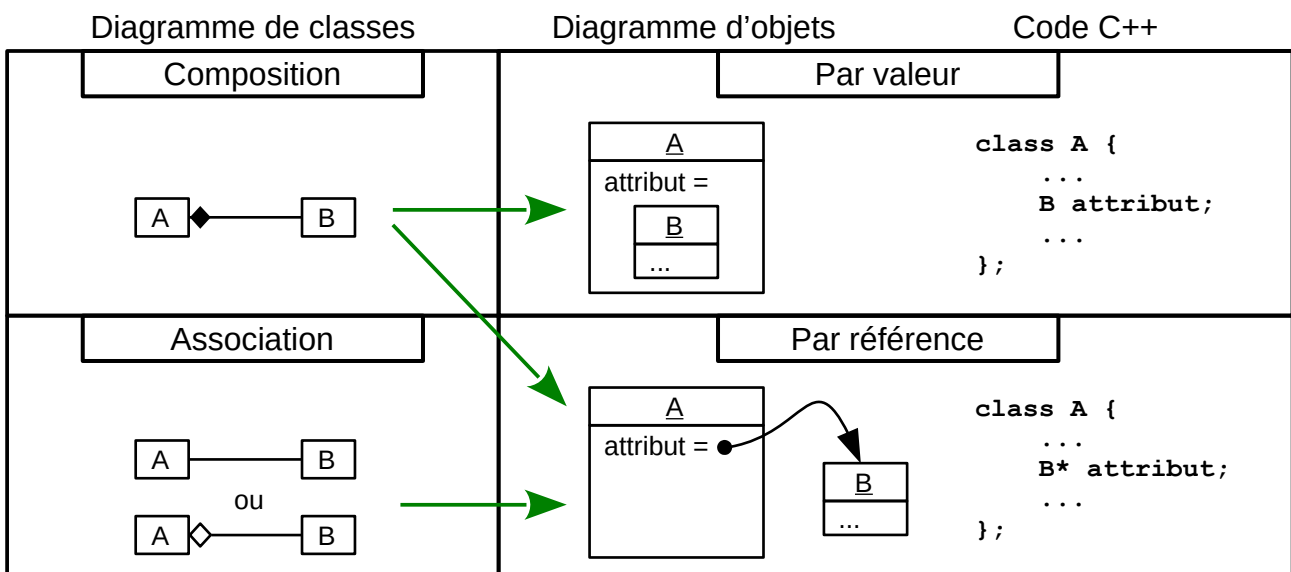 Diagramme de classes
Diagramme d’objets
Code C++
Composition
Par valeur
A
B
A
attribut =
B
...
class A {
...
B attribut;
...
};
Association
Par référence
A
B
ou
A
B
A
attribut =
B
...
class A {
...
B* attribut;
...
};